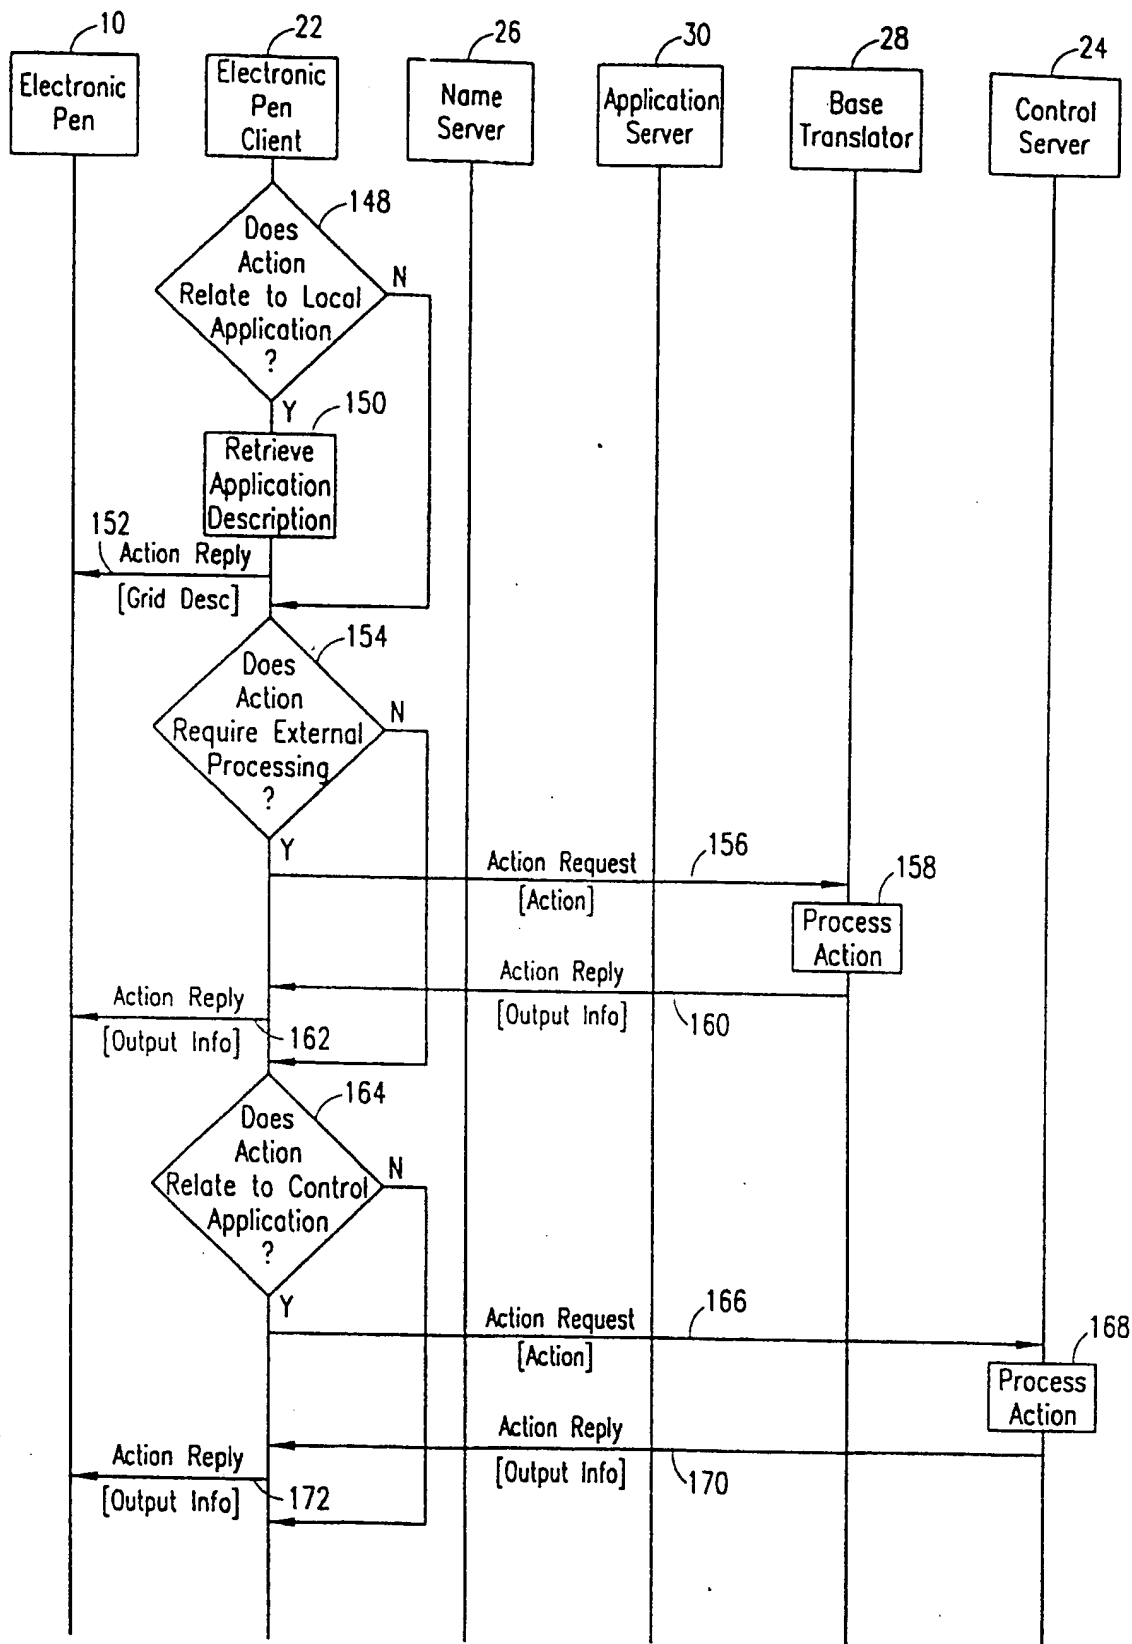 10
22
26
30
28
24
Electronic
Pen
Electronic
Pen
Client
Name
Server
Application
Server
Base
Translator
Control
Server
148
Does
Action
Relate to Local
Application
?
N
Y
150
Retrieve
Application
Description
152
Action Reply
[Grid Desc]
154
Does
Action
Require External
Processing
?
N
Y
Action Request
156
[Action]
158
Process
Action
Action Reply
[Output Info]
160
Action Reply
[Output Info]
162
164
Does
Action
Relate to Control
Application
?
N
Y
Action Request
166
[Action]
168
Process
Action
Action Reply
[Output Info]
170
Action Reply
[Output Info]
172